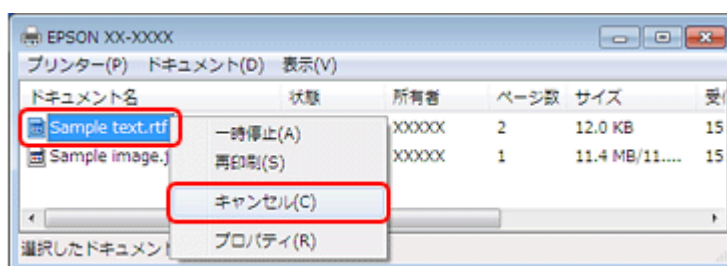 EPSON XX-XXXX
プリンター(P) ドキュメント(D) 表示(V)
ドキュメント名 状態 所有者 ページ数 サイズ
Sample text.rtf XXXXX 2 12.0 KB 15
Sample image.j XXXXX 1 11.4 MB/11.... 15
一時停止(A)
再印刷(S)
キャンセル(C)
プロパティ(R)
選択したドキュメント